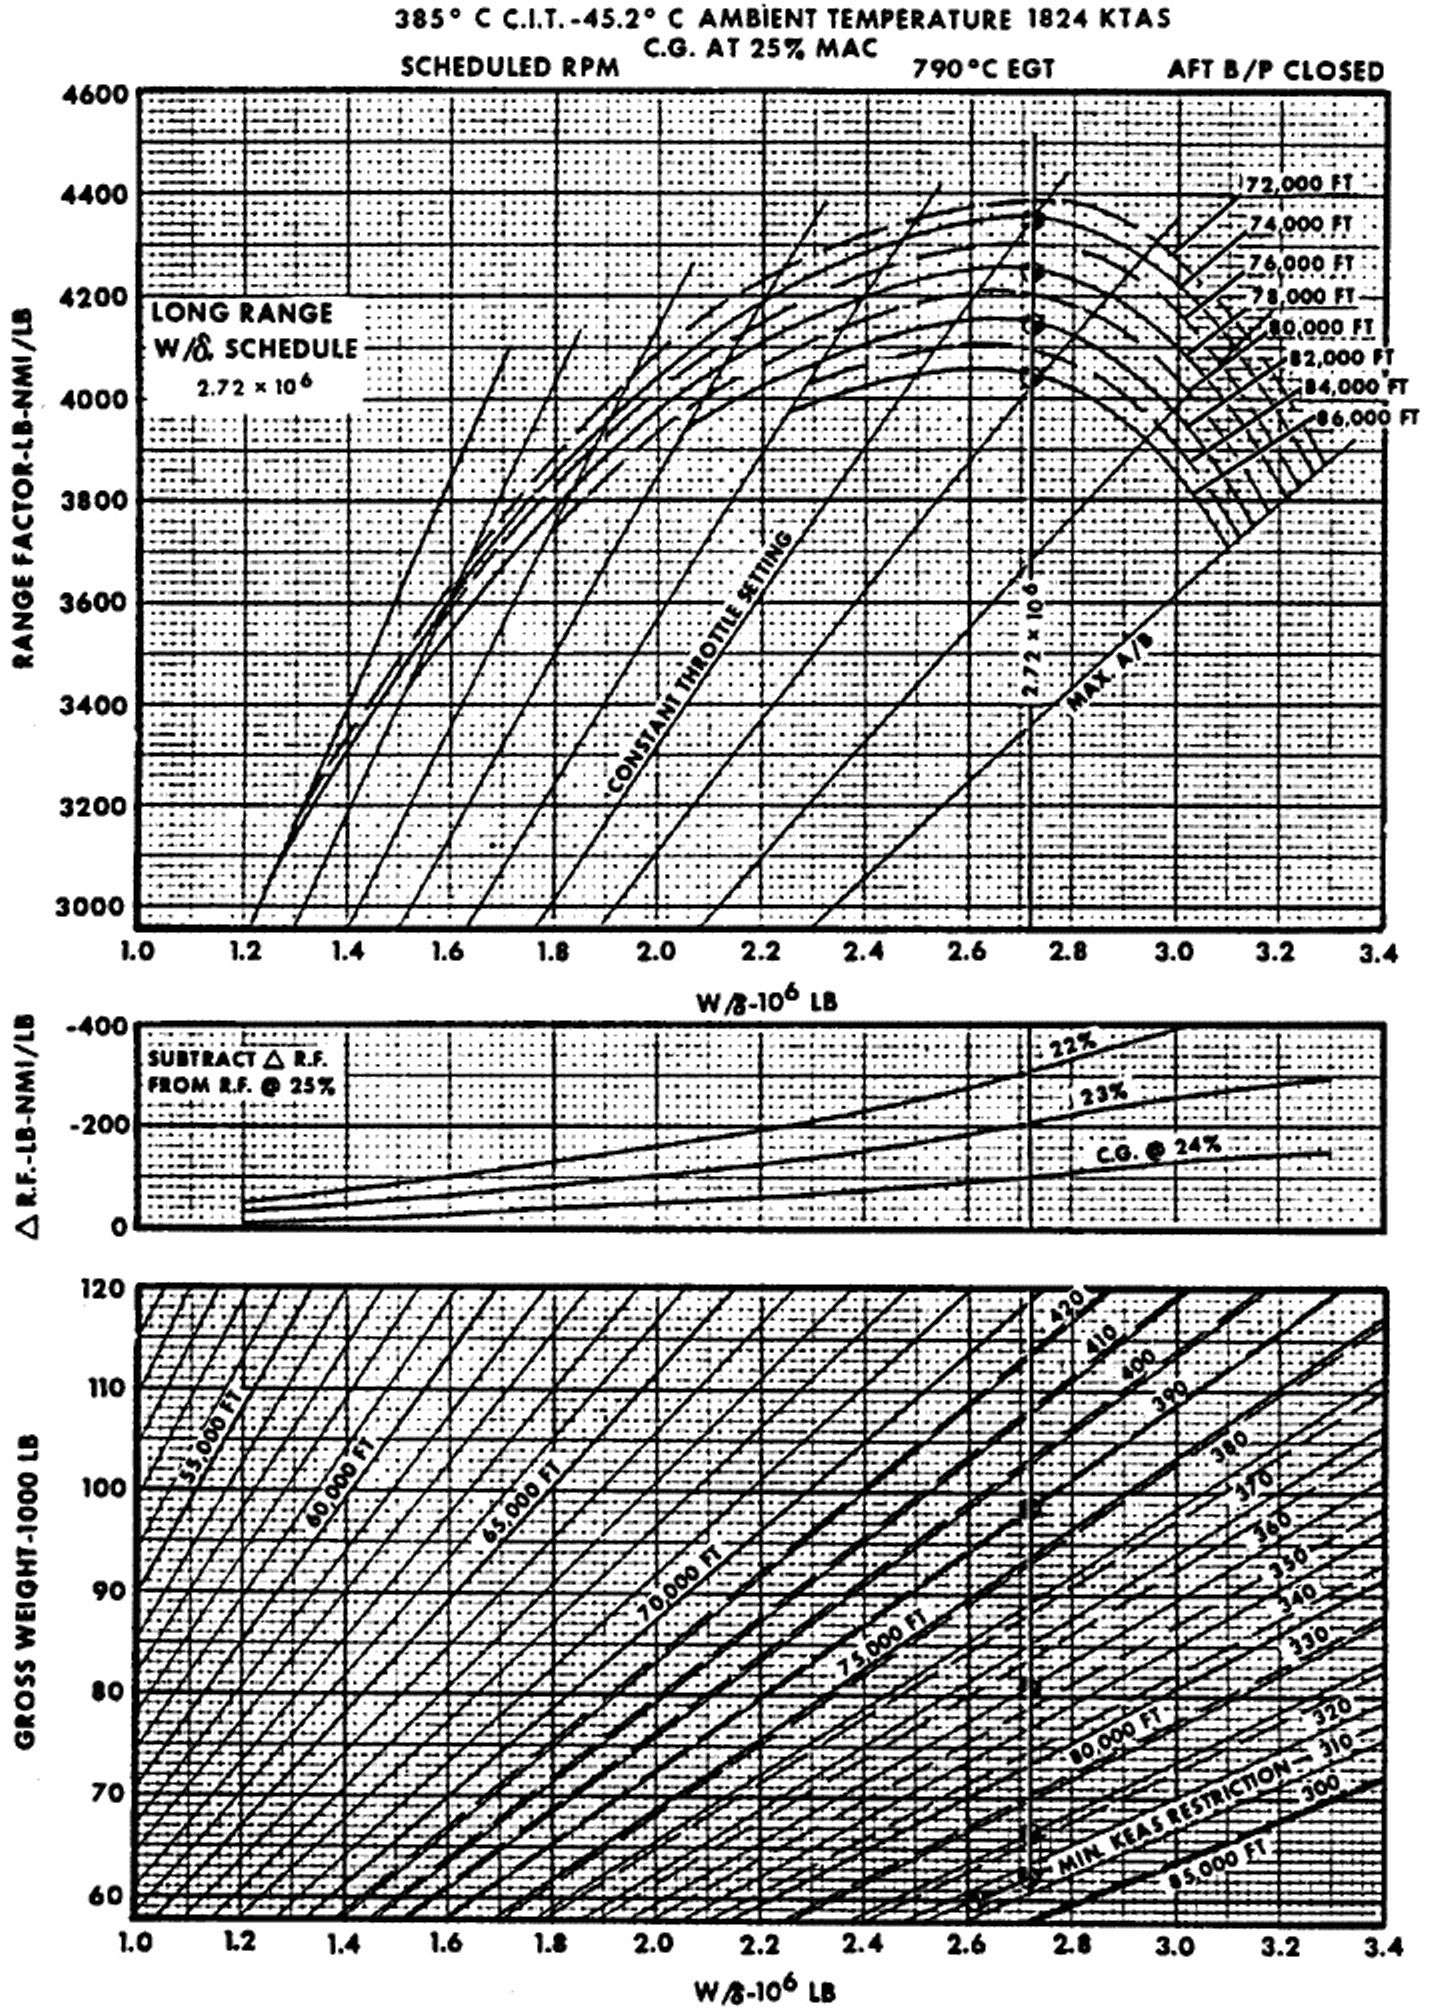 385° C C.I.T. -45.2° C AMBIENT TEMPERATURE 1824 KTAS
C.G. AT 25% MAC
SCHEDULED RPM 790°C EGT AFT B/P CLOSED
4600
4400
4200
4000
3800
3600
3400
3200
3000
RANGE FACTOR-LB-NMI/LB
LONG RANGE
W/δ SCHEDULE
2.72 × 10⁶
72,000 FT
74,000 FT
76,000 FT
78,000 FT
80,000 FT
82,000 FT
84,000 FT
86,000 FT
CONSTANT THROTTLE SETTING
2.72 × 10⁶
MAX. A/B
1.0 1.2 1.4 1.6 1.8 2.0 2.2 2.4 2.6 2.8 3.0 3.2 3.4
W/δ-10⁶ LB
-400
-200
0
△ R.F.-LB-NMI/LB
SUBTRACT △ R.F.
FROM R.F. @ 25%
22%
23%
C.G. @ 24%
120
110
100
90
80
70
60
GROSS WEIGHT-1000 LB
55,000 FT
60,000 FT
65,000 FT
70,000 FT
75,000 FT
80,000 FT
85,000 FT
420
410
400
390
380
370
360
350
340
330
320
MIN. KEAS RESTRICTION - 310
300
1.0 1.2 1.4 1.6 1.8 2.0 2.2 2.4 2.6 2.8 3.0 3.2 3.4
W/δ-10⁶ LB